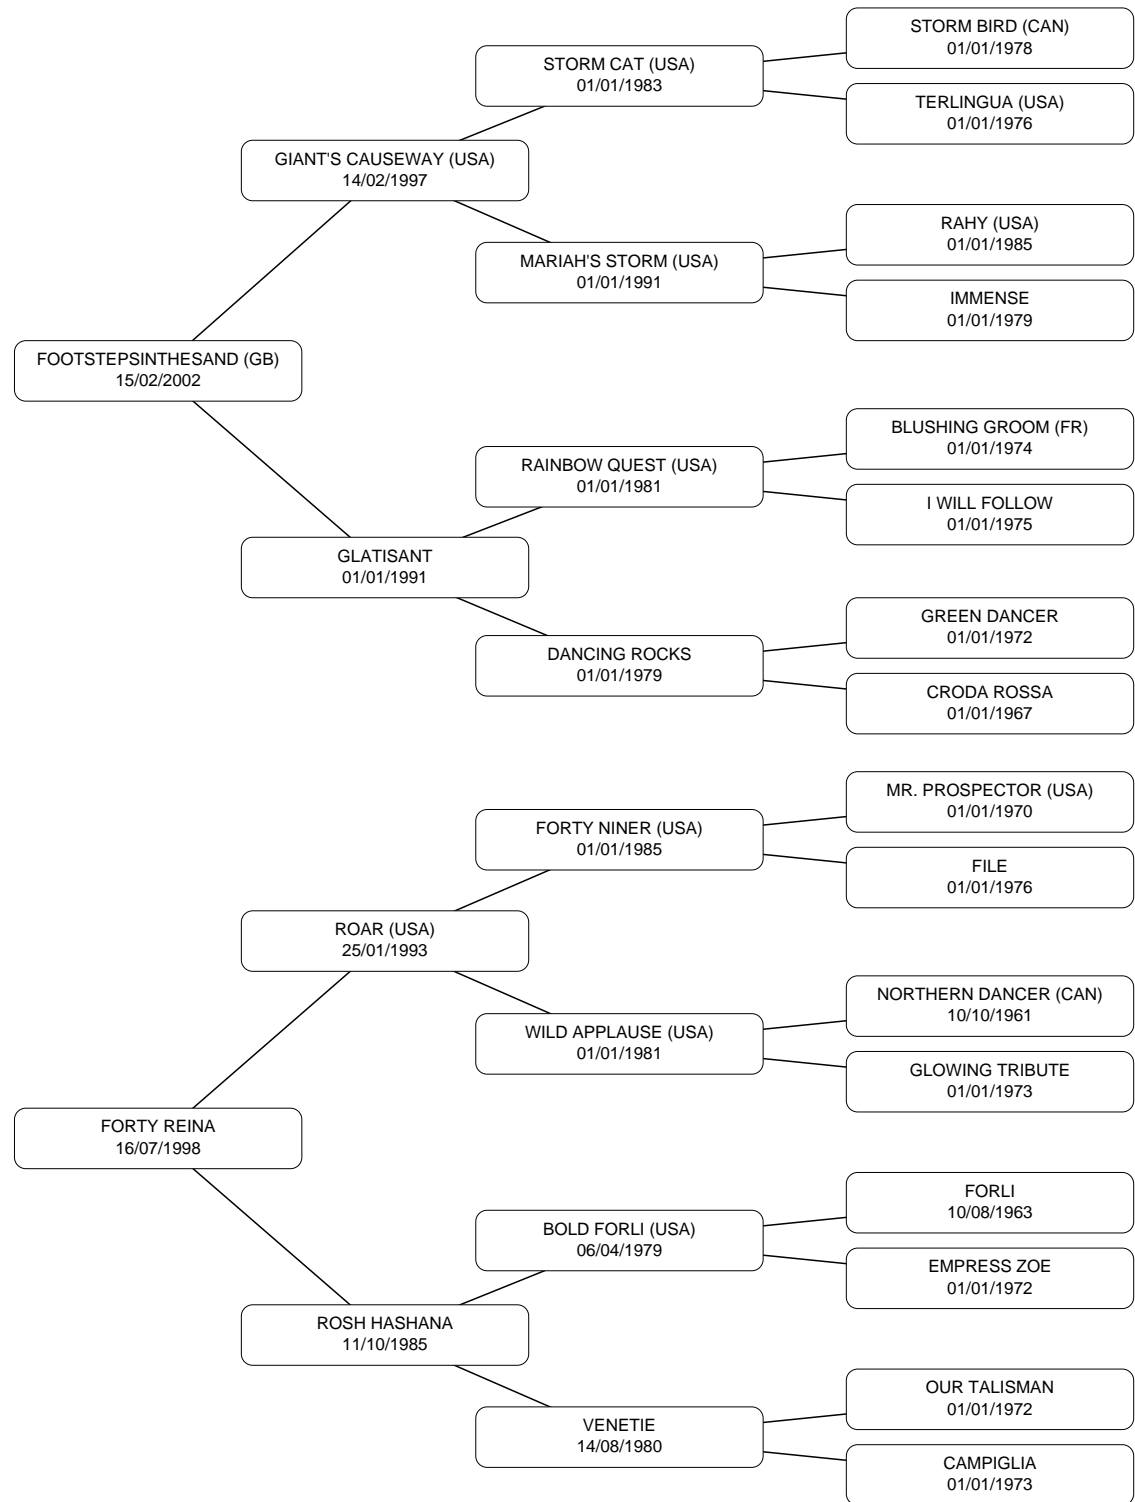 STORM BIRD (CAN)
01/01/1978
STORM CAT (USA)
01/01/1983
TERLINGUA (USA)
01/01/1976
GIANT'S CAUSEWAY (USA)
14/02/1997
RAHY (USA)
01/01/1985
MARIAH'S STORM (USA)
01/01/1991
IMMENSE
01/01/1979
FOOTSTEPSINTHESAND (GB)
15/02/2002
BLUSHING GROOM (FR)
01/01/1974
RAINBOW QUEST (USA)
01/01/1981
I WILL FOLLOW
01/01/1975
GLATISANT
01/01/1991
GREEN DANCER
01/01/1972
DANCING ROCKS
01/01/1979
CRODA ROSSA
01/01/1967
MR. PROSPECTOR (USA)
01/01/1970
FORTY NINER (USA)
01/01/1985
FILE
01/01/1976
ROAR (USA)
25/01/1993
NORTHERN DANCER (CAN)
10/10/1961
WILD APPLAUSE (USA)
01/01/1981
GLOWING TRIBUTE
01/01/1973
FORTY REINA
16/07/1998
FORLI
10/08/1963
BOLD FORLI (USA)
06/04/1979
EMPRESS ZOE
01/01/1972
ROSH HASHANA
11/10/1985
OUR TALISMAN
01/01/1972
VENETIE
14/08/1980
CAMPIGLIA
01/01/1973